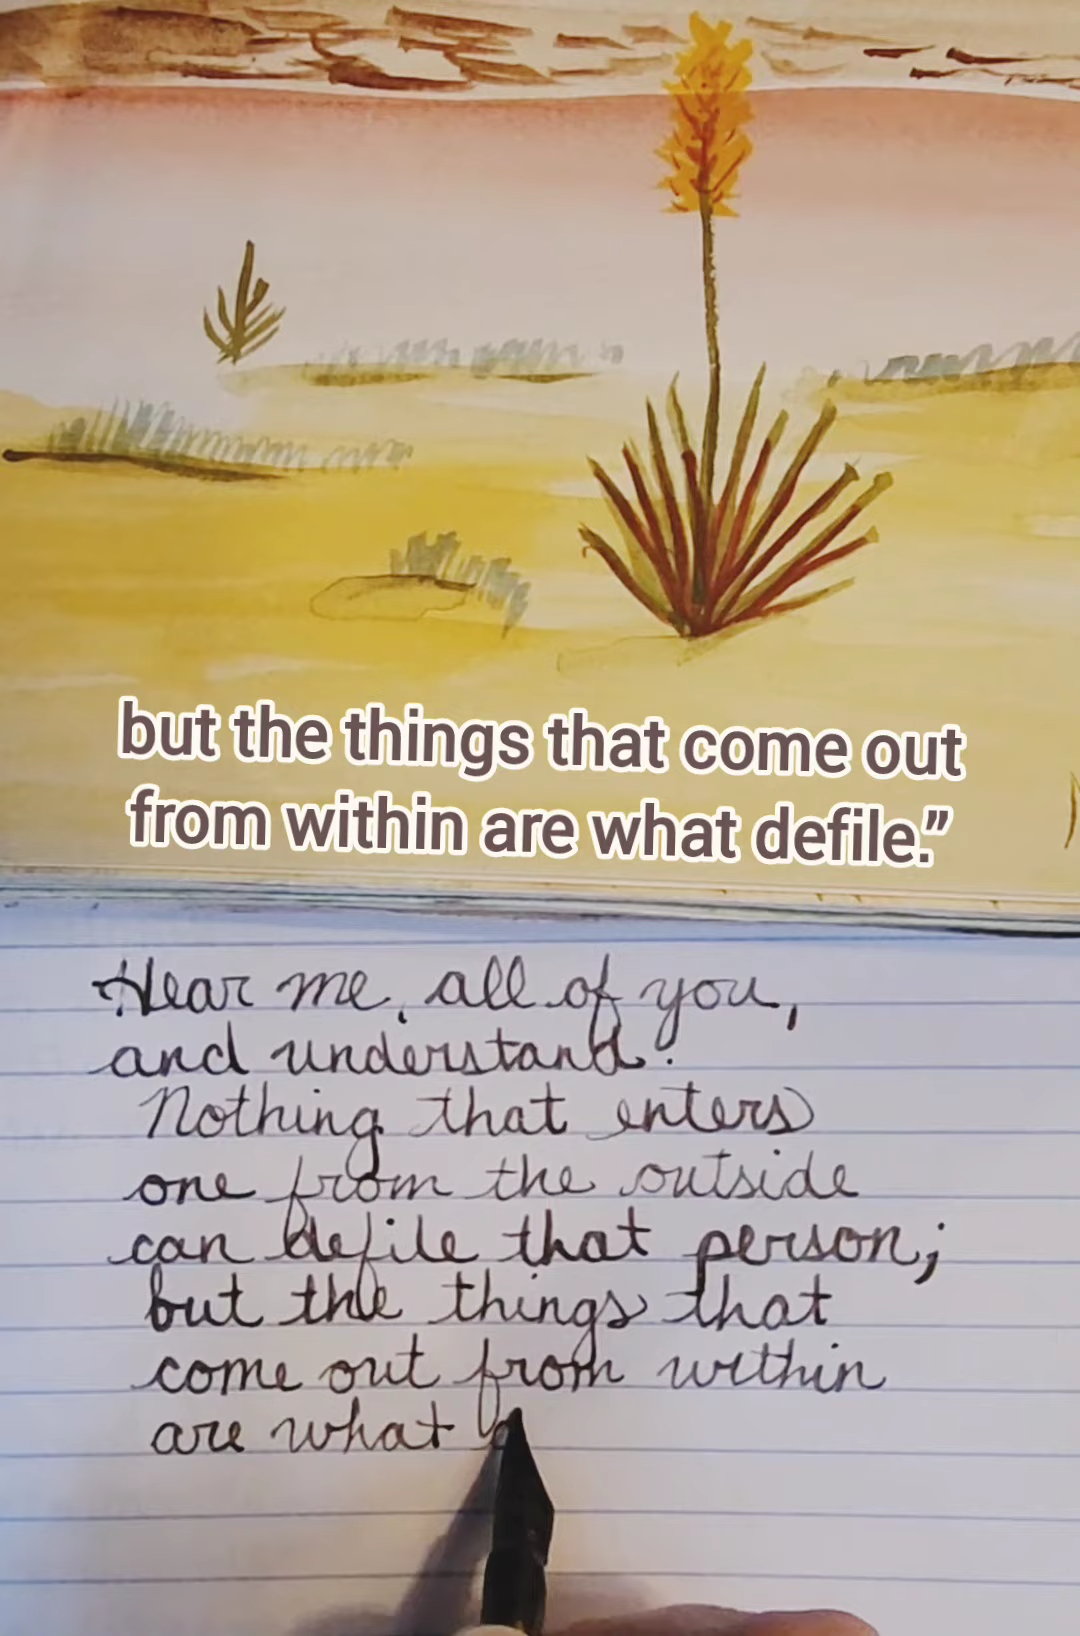 but the things that come out
from within are what defile.”
Hear me, all of you,
and understand.
Nothing that enters
one from the outside
can defile that person;
but the things that
come out from within
are what